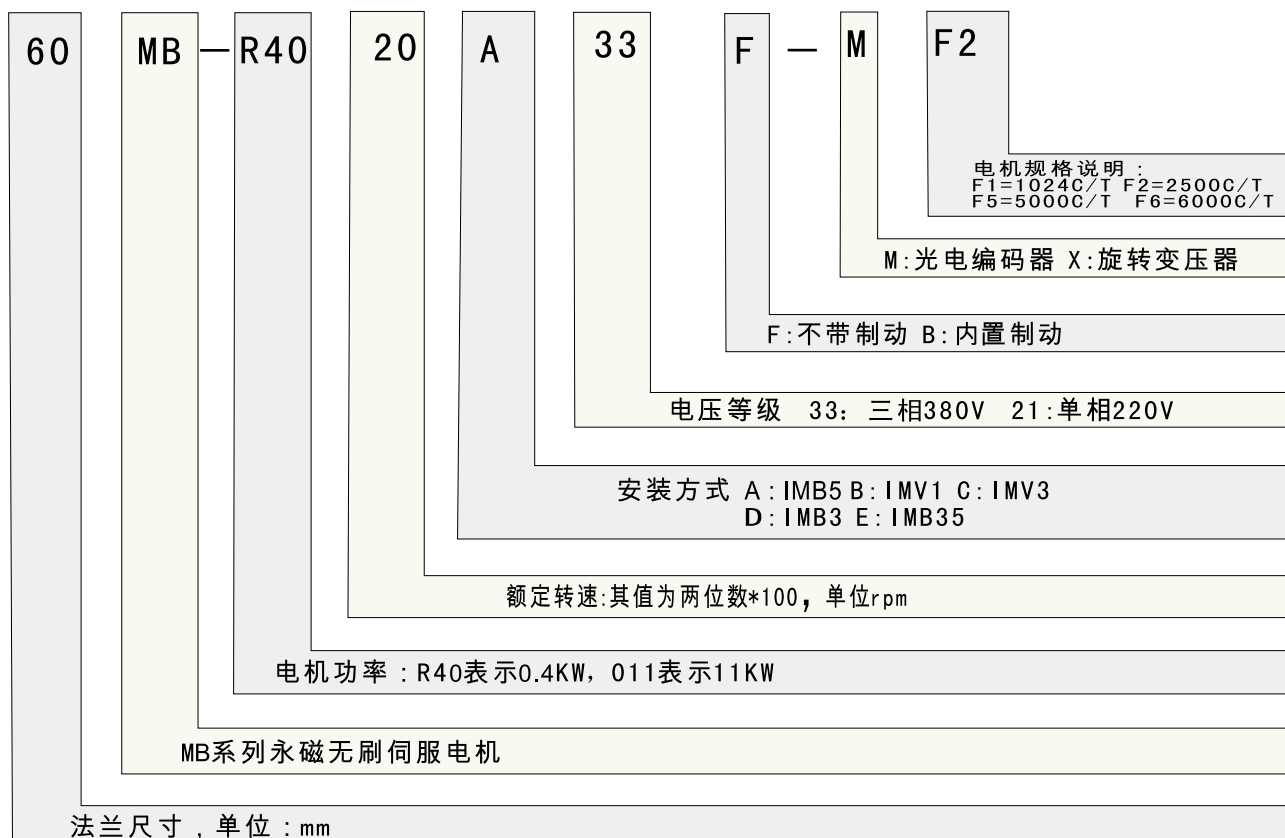 60 MB－R40 20 A 33 F － M F2
电机规格说明：
F1=1024C/T F2=2500C/T
F5=5000C/T F6=6000C/T
M:光电编码器 X:旋转变压器
F:不带制动 B:内置制动
电压等级 33：三相380V 21:单相220V
安装方式 A:IMB5 B:IMV1 C:IMV3
D:IMB3 E:IMB35
额定转速:其值为两位数*100，单位rpm
电机功率：R40表示0.4KW，011表示11KW
MB系列永磁无刷伺服电机
法兰尺寸，单位：mm